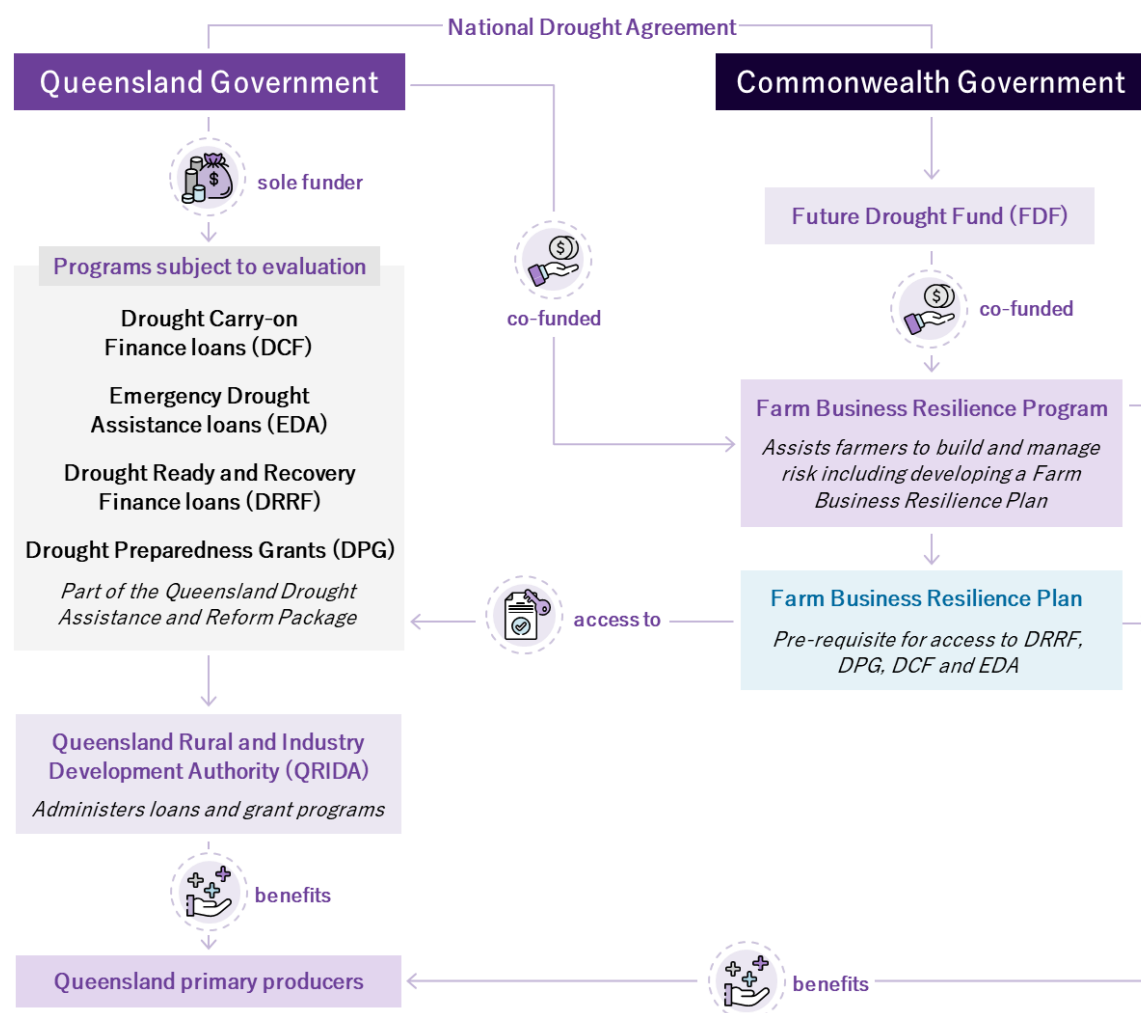 National Drought Agreement
Queensland Government
Commonwealth Government
sole funder
Future Drought Fund (FDF)
Programs subject to evaluation
co-funded
co-funded
Drought Carry-on
Finance loans (DCF)
Emergency Drought
Assistance loans (EDA)
Drought Ready and Recovery
Finance loans (DRRF)
Drought Preparedness Grants (DPG)
Part of the Queensland Drought
Assistance and Reform Package
Farm Business Resilience Program
Assists farmers to build and manage
risk including developing a Farm
Business Resilience Plan
access to
Farm Business Resilience Plan
Pre-requisite for access to DRRF,
DPG, DCF and EDA
Queensland Rural and Industry
Development Authority (QRIDA)
Administers loans and grant programs
benefits
Queensland primary producers
benefits